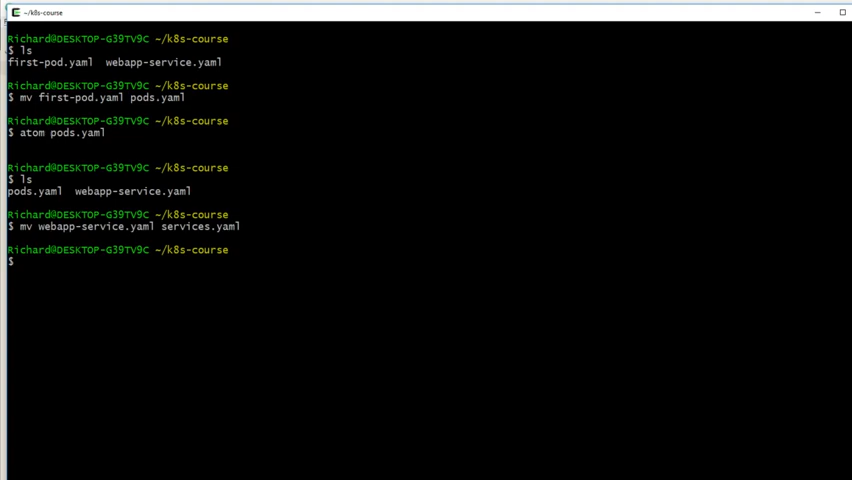 ~/k8s-course
Richard@DESKTOP-G39TV9C ~/k8s-course
$ ls
first-pod.yaml  webapp-service.yaml
Richard@DESKTOP-G39TV9C ~/k8s-course
$ mv first-pod.yaml pods.yaml
Richard@DESKTOP-G39TV9C ~/k8s-course
$ atom pods.yaml
Richard@DESKTOP-G39TV9C ~/k8s-course
$ ls
pods.yaml  webapp-service.yaml
Richard@DESKTOP-G39TV9C ~/k8s-course
$ mv webapp-service.yaml services.yaml
Richard@DESKTOP-G39TV9C ~/k8s-course
$